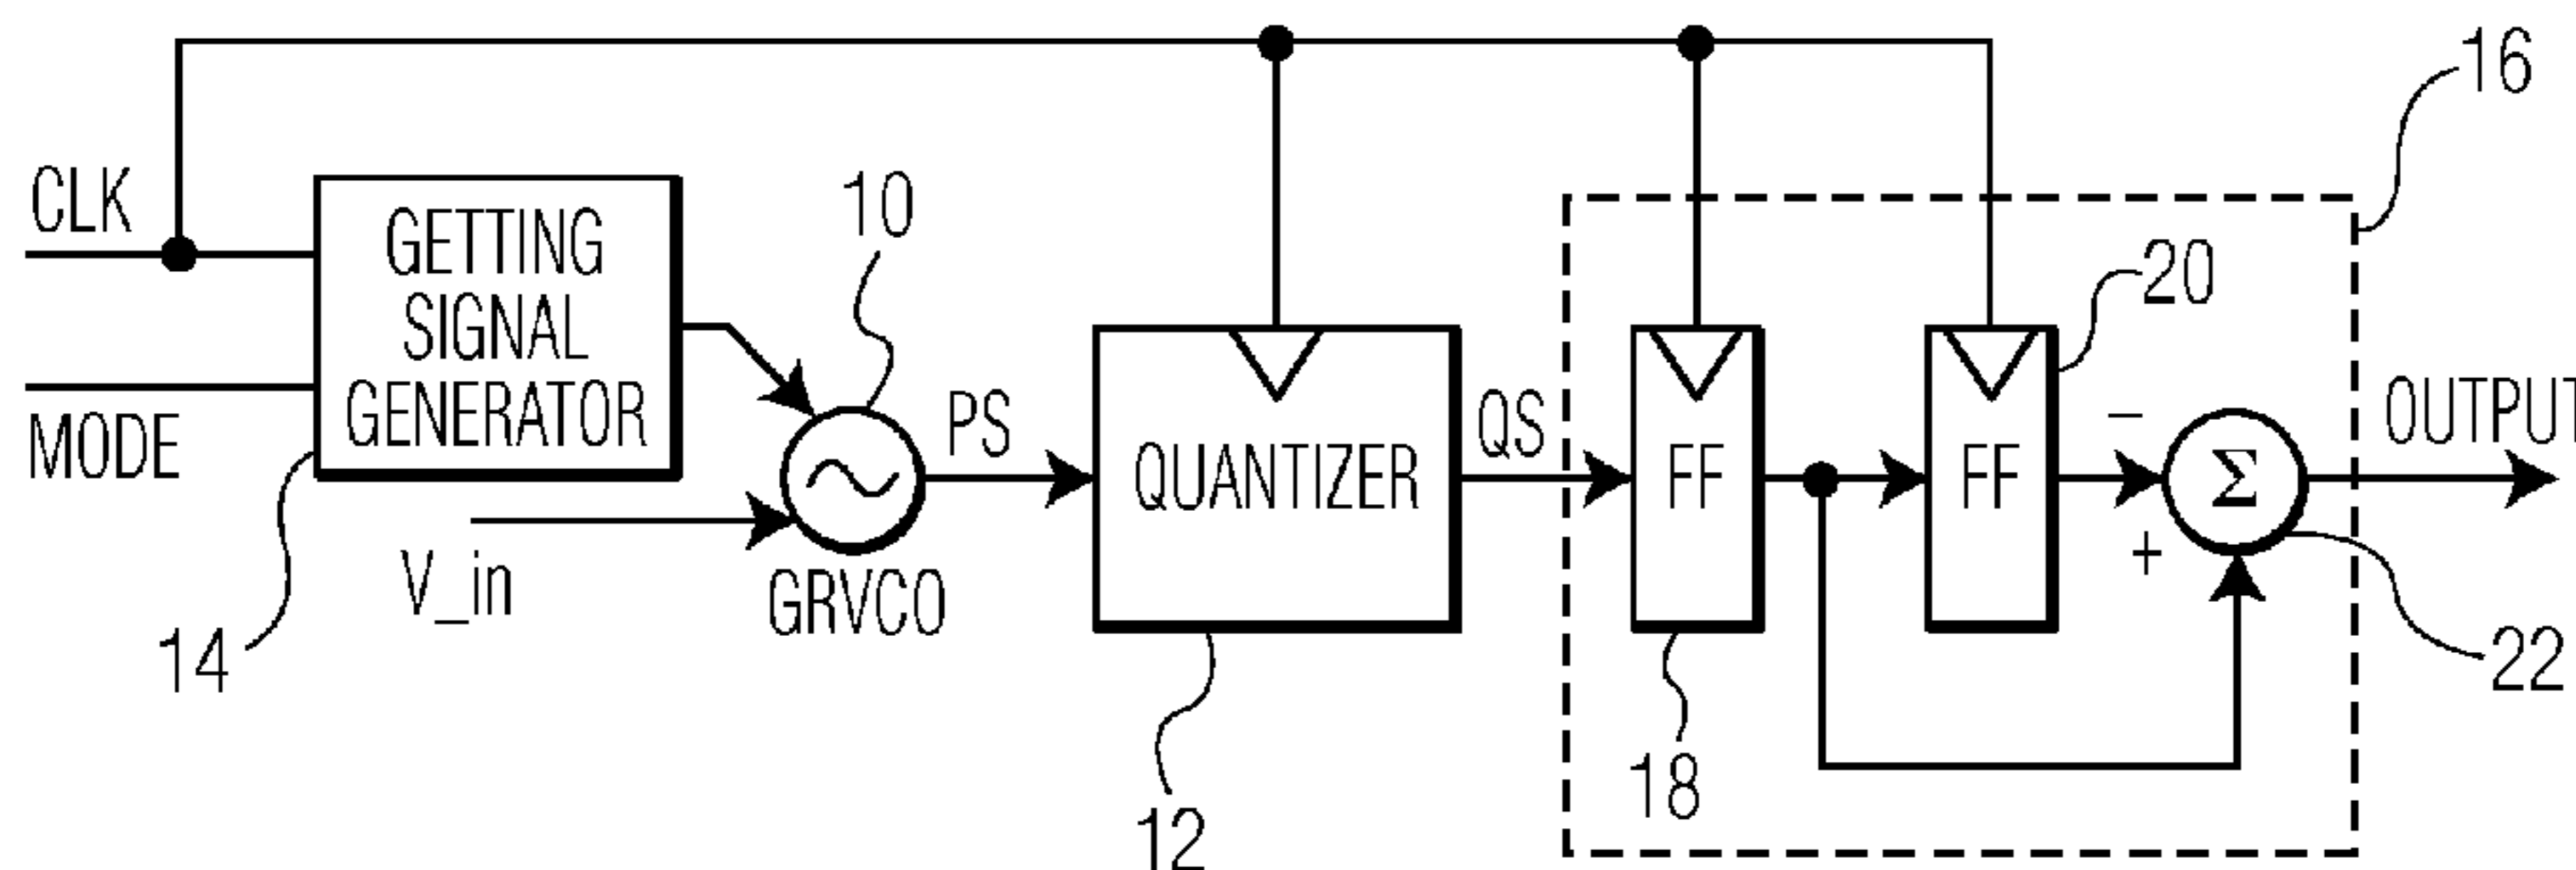 CLK
MODE
GETTING
SIGNAL
GENERATOR
14
V_in
10
GRVCO
PS
QUANTIZER
12
QS
FF
18
FF
20
16
−
+
Σ
22
OUTPUT